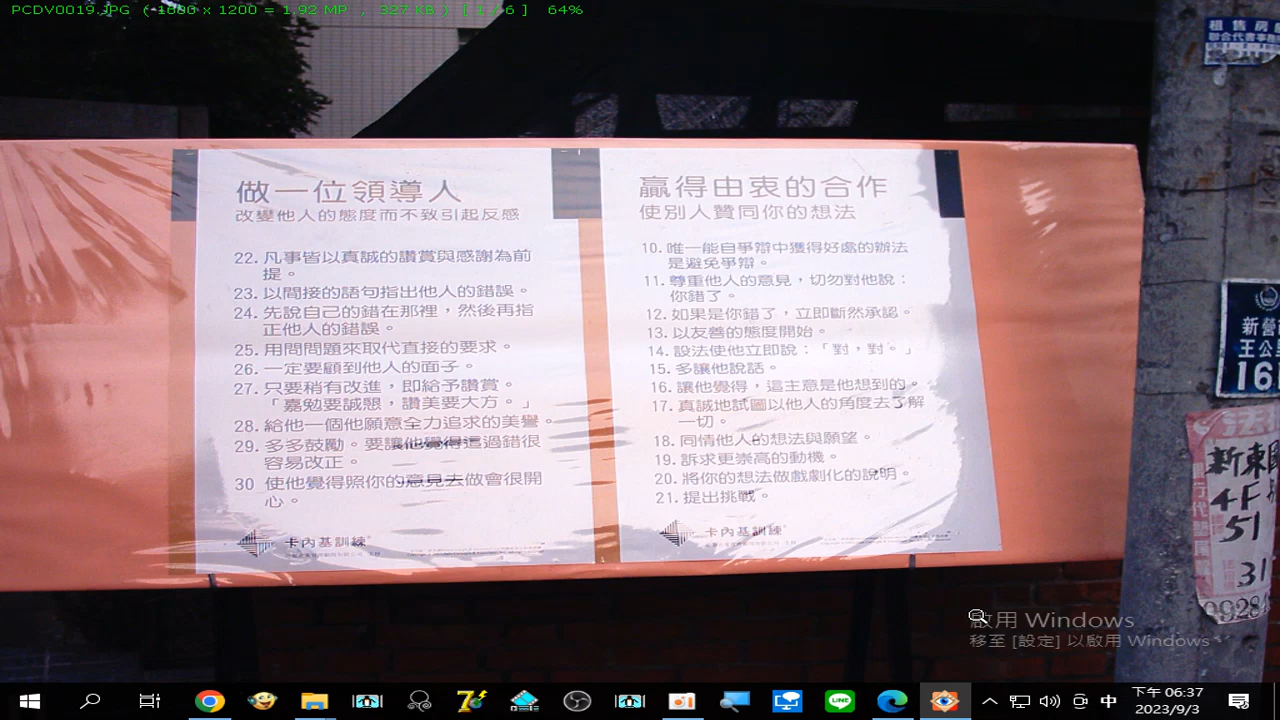 PCDV0019.JPG ( 1600 x 1200 = 1.92 MP , 327 KB ) [ 1 / 6 ] 64%
租售房
聯合代書事務
做一位領導人
改變他人的態度而不致引起反感
22. 凡事皆以真誠的讚賞與感謝為前
提。
23. 以間接的語句指出他人的錯誤。
24. 先說自己的錯在那裡，然後再指
正他人的錯誤。
25. 用問問題來取代直接的要求。
26. 一定要顧到他人的面子。
27. 只要稍有改進，即給予讚賞。
「嘉勉要誠懇，讚美要大方。」
28. 給他一個他願意全力追求的美譽。
29. 多多鼓勵。要讓他覺得這過錯很
容易改正。
30 使他覺得照你的意見去做會很開
心。
卡內基訓練
贏得由衷的合作
使別人贊同你的想法
10. 唯一能自爭辯中獲得好處的辦法
是避免爭辯。
11. 尊重他人的意見，切勿對他說：
你錯了。
12. 如果是你錯了，立即斷然承認。
13. 以友善的態度開始。
14. 設法使他立即說：「對，對。」
15. 多讓他說話。
16. 讓他覺得，這主意是他想到的。
17. 真誠地試圖以他人的角度去了解
一切。
18. 同情他人的想法與願望。
19. 訴求更崇高的動機。
20. 將你的想法做戲劇化的說明。
21. 提出挑戰。
卡內基訓練
新營
王公
16
新東
4F
51
31
0928
啟用 Windows
移至 [設定] 以啟用 Windows。
中
下午 06:37
2023/9/3